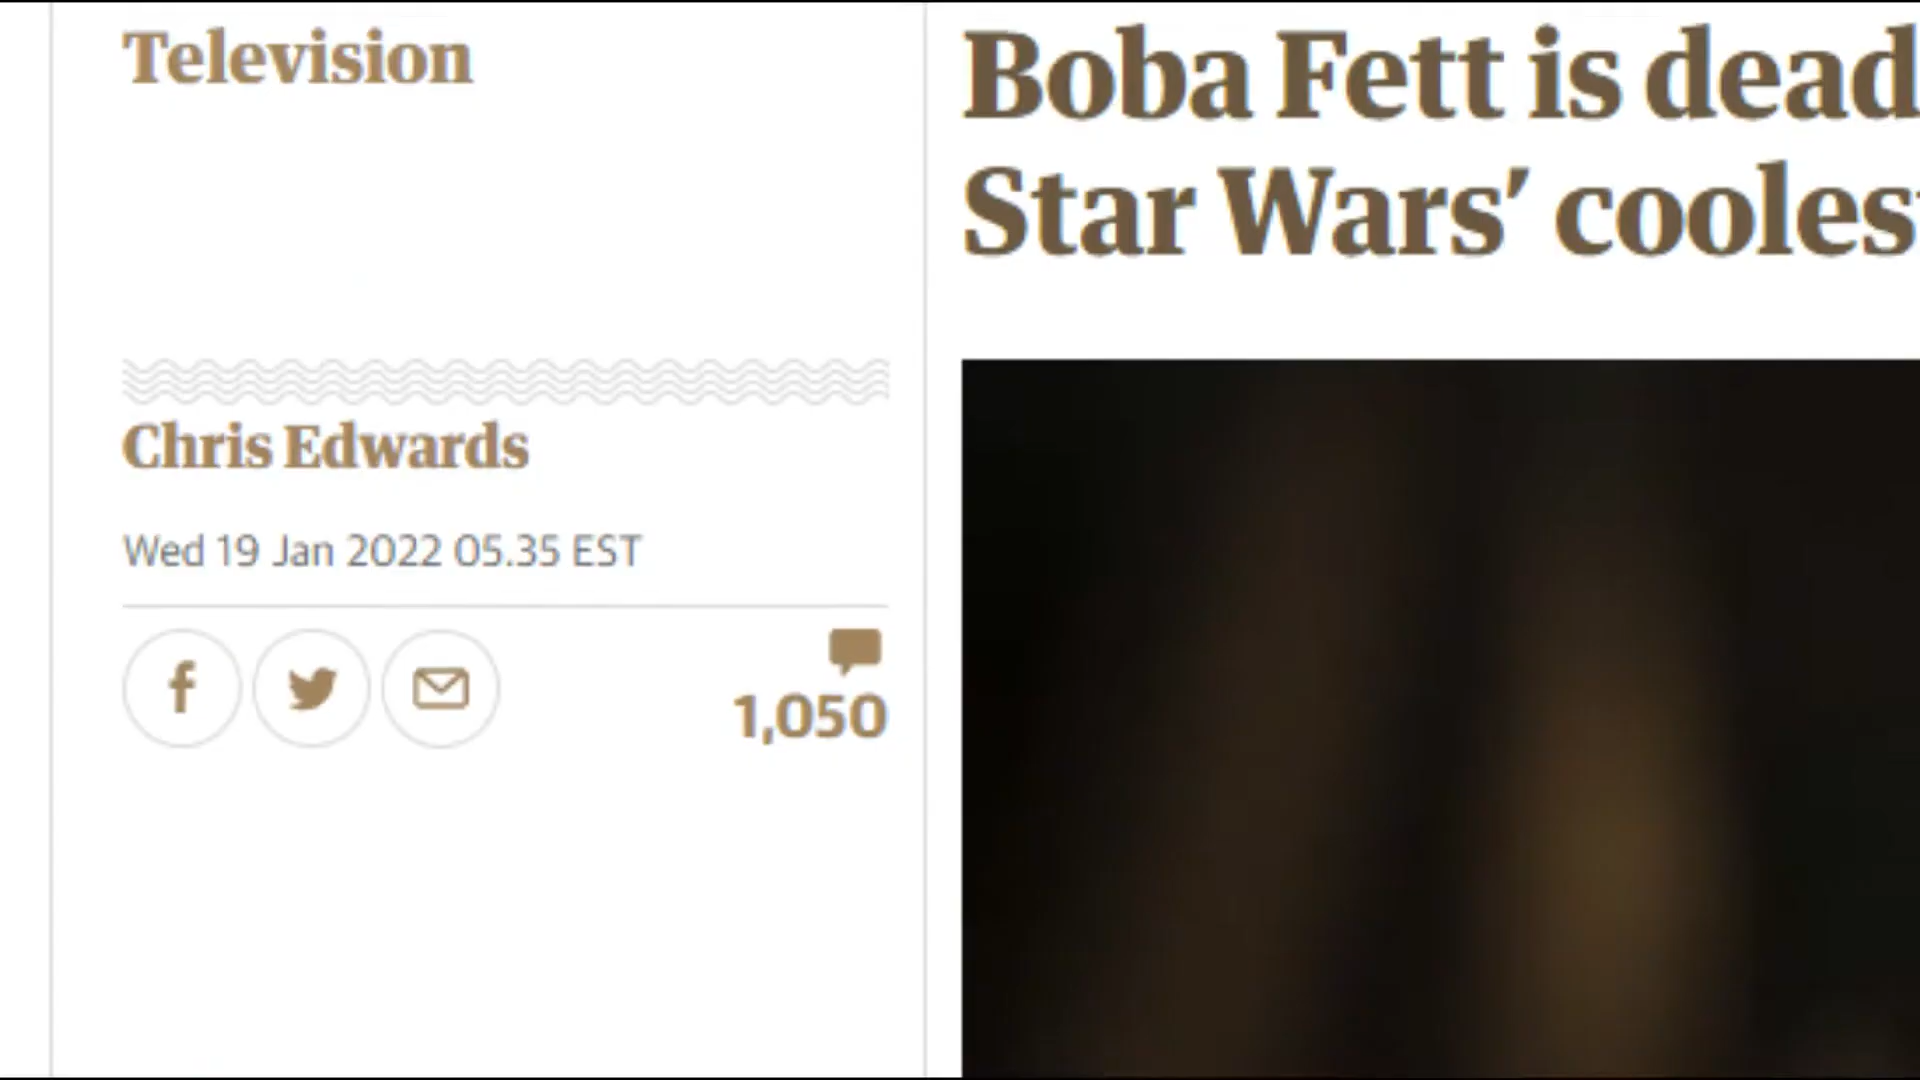 Television
Boba Fett is dead
Star Wars’ cooles
Chris Edwards
Wed 19 Jan 2022 05.35 EST
1,050